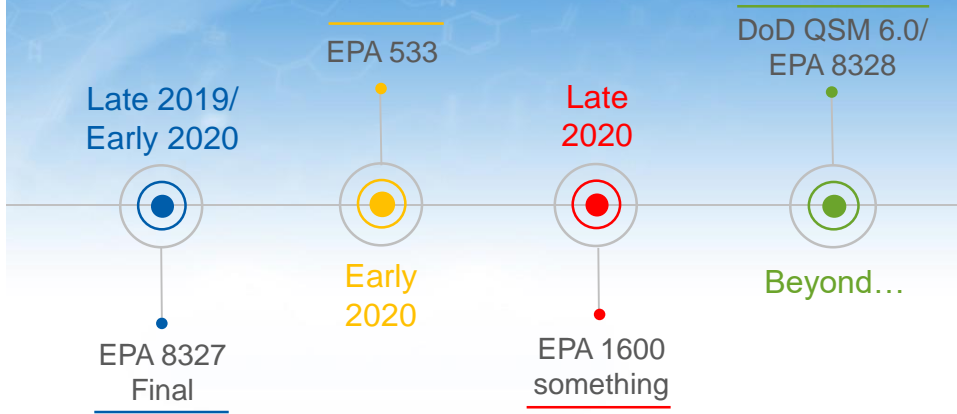 Late 2019/
Early 2020
EPA 8327
Final
EPA 533
Early
2020
Late
2020
EPA 1600
something
DoD QSM 6.0/
EPA 8328
Beyond…